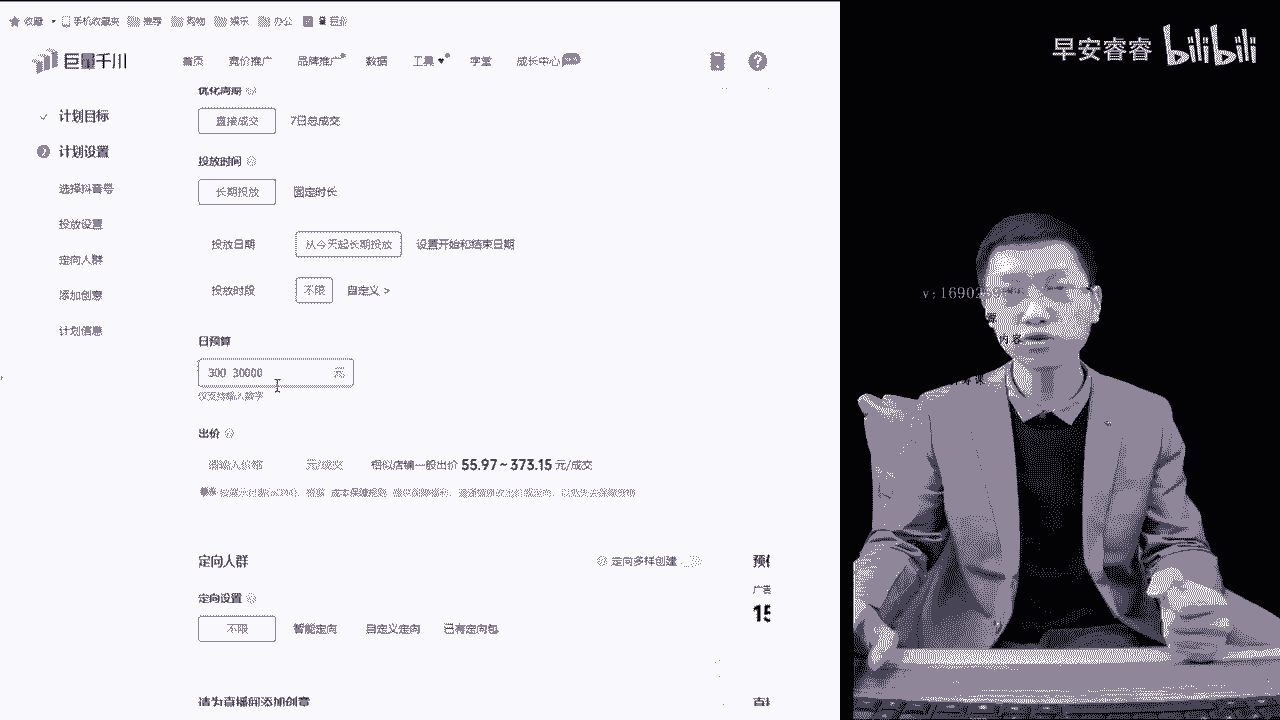 收藏 手机收藏夹 推荐 购物 娱乐 办公
早安睿睿 bilibili
巨量千川 首页 竞价推广 品牌推广 数据 工具 学堂 成长中心
优化周期
计划目标
直接成交 7日总成交
计划设置
投放时间
选择抖音号
长期投放 固定时长
投放设置
投放日期 从今天起长期投放 设置开始和结束日期
定向人群
投放时段 不限 自定义 >
添加创意
v:16902
计划信息
日预算
内容
300 30000 元
仅支持输入数字
出价
请输入价格 元/成交 相似店铺一般出价 55.97 ~ 373.15 元/成交
定向人群 定向多样创建
定向设置
广告
15
不限 智能定向 自定义定向 已有定向包
请为直播间添加创意